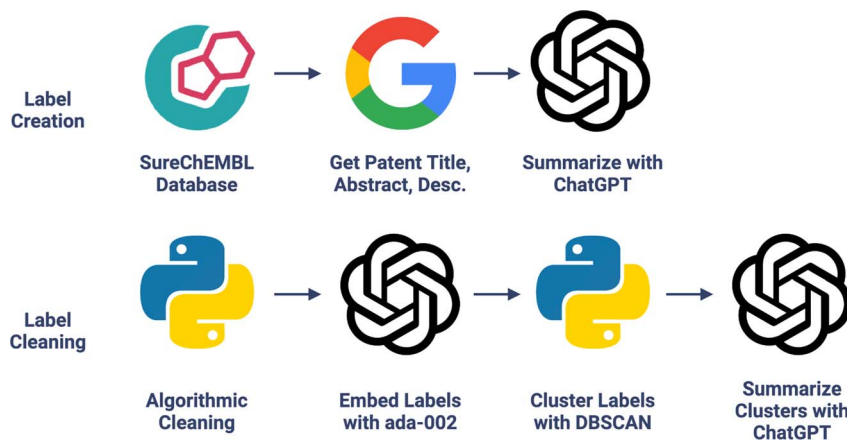 Label
Creation
SureChEMBL
Database
Get Patent Title,
Abstract, Desc.
Summarize with
ChatGPT
Label
Cleaning
Algorithmic
Cleaning
Embed Labels
with ada-002
Cluster Labels
with DBSCAN
Summarize
Clusters with
ChatGPT